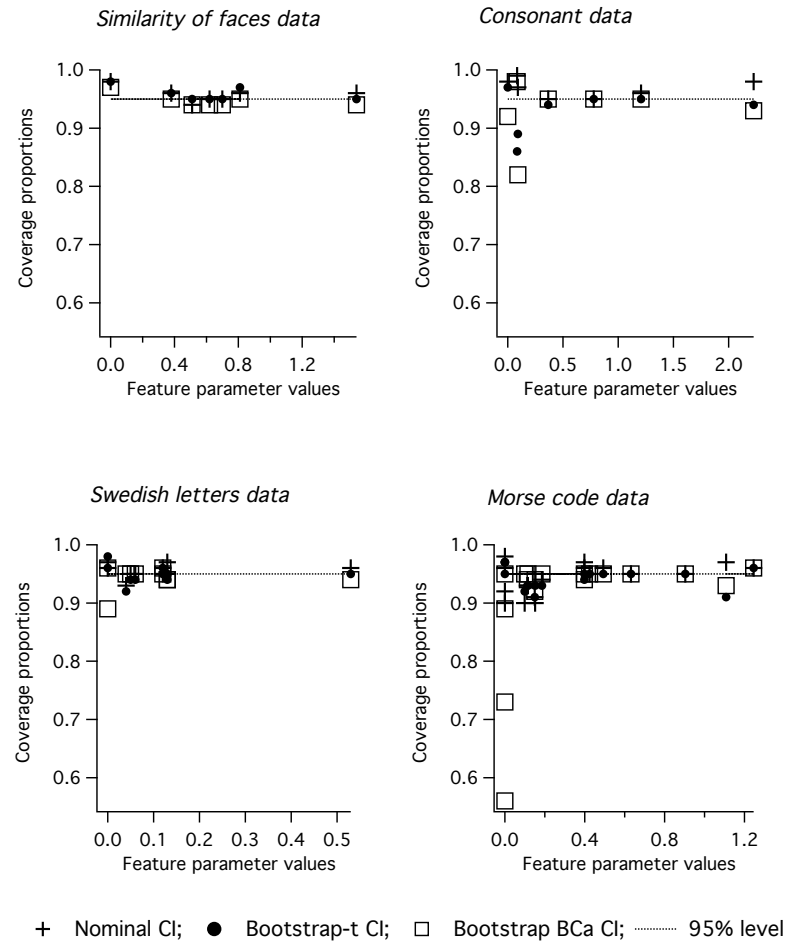 Similarity of faces data
Consonant data
1.0
0.9
0.8
0.7
0.6
Coverage proportions
0.0 0.4 0.8 1.2
Feature parameter values
1.0
0.9
0.8
0.7
0.6
Coverage proportions
0.0 0.5 1.0 1.5 2.0
Feature parameter values
Swedish letters data
Morse code data
1.0
0.9
0.8
0.7
0.6
Coverage proportions
0.0 0.1 0.2 0.3 0.4 0.5
Feature parameter values
1.0
0.9
0.8
0.7
0.6
Coverage proportions
0.0 0.4 0.8 1.2
Feature parameter values
Nominal CI; Bootstrap-t CI; Bootstrap BCa CI; 95% level